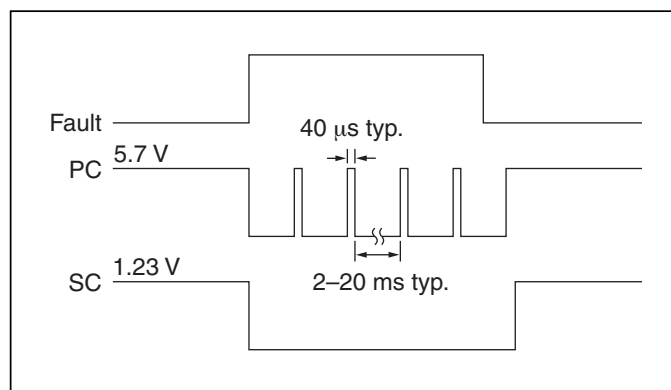 Fault
40 μs typ.
5.7 V
PC
1.23 V
SC
2–20 ms typ.